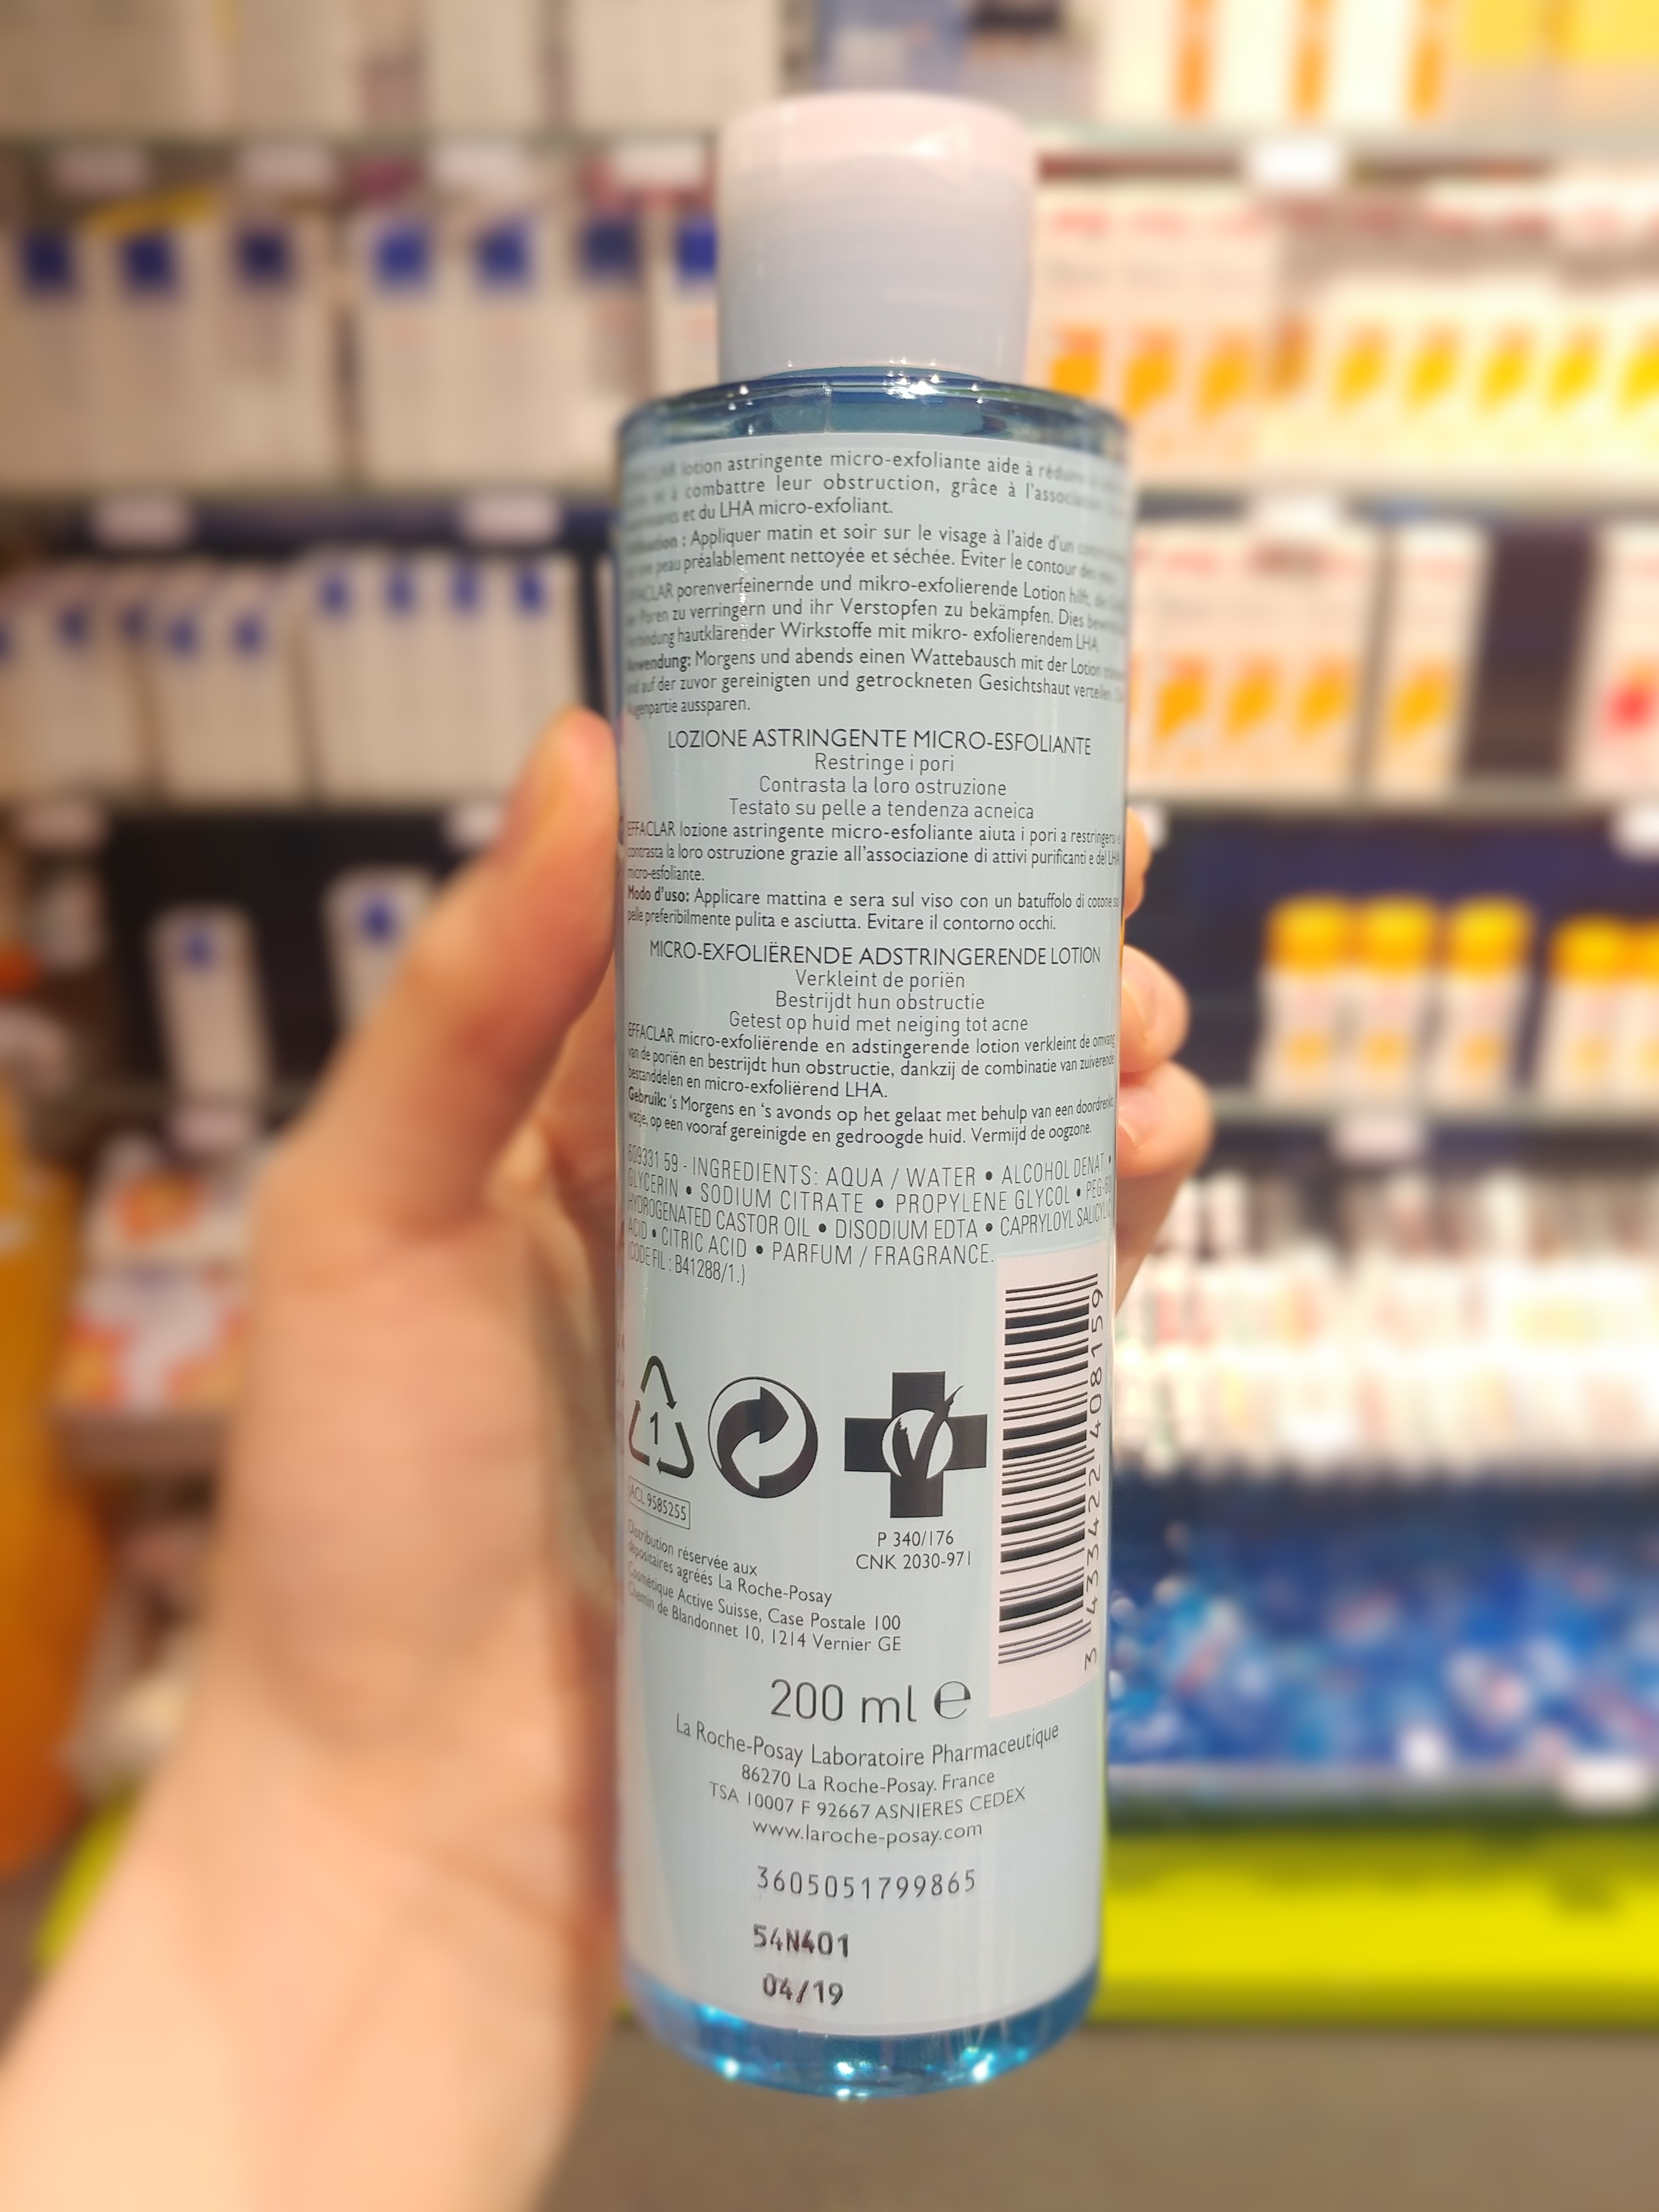 lotion astringente micro-exfoliante aide à réduire
et à combattre leur obstruction, grâce à l'association
et du LHA micro-exfoliant.
Utilisation : Appliquer matin et soir sur le visage à l'aide d'un
peau préalablement nettoyée et séchée. Eviter le contour des yeux.
EFFACLAR porenverfeinernde und mikro-exfolierende Lotion hilft, die
der Poren zu verringern und ihr Verstopfen zu bekämpfen. Dies
Verbindung hautklärender Wirkstoffe mit mikro- exfolierendem LHA.
Anwendung: Morgens und abends einen Wattebausch mit der Lotion
und auf der zuvor gereinigten und getrockneten Gesichtshaut verteilen.
Augenpartie aussparen.
LOZIONE ASTRINGENTE MICRO-ESFOLIANTE
Restringe i pori
Contrasta la loro ostruzione
Testato su pelle a tendenza acneica
EFFACLAR lozione astringente micro-esfoliante aiuta i pori a restringersi e
contrasta la loro ostruzione grazie all'associazione di attivi purificanti e del LHA
micro-esfoliante.
Modo d'uso: Applicare mattina e sera sul viso con un batuffolo di cotone su
pelle preferibilmente pulita e asciutta. Evitare il contorno occhi.
MICRO-EXFOLIËRENDE ADSTRINGERENDE LOTION
Verkleint de poriën
Bestrijdt hun obstructie
Getest op huid met neiging tot acne
EFFACLAR micro-exfoliërende en adstingerende lotion verkleint de omvang
van de poriën en bestrijdt hun obstructie, dankzij de combinatie van zuiverende
bestanddelen en micro-exfoliërend LHA.
Gebruik: 's Morgens en 's avonds op het gelaat met behulp van een doordrenkt
watje, op een vooraf gereinigde en gedroogde huid. Vermijd de oogzone.
609331 59 - INGREDIENTS: AQUA / WATER • ALCOHOL DENAT. •
GLYCERIN • SODIUM CITRATE • PROPYLENE GLYCOL • PEG-60
HYDROGENATED CASTOR OIL • DISODIUM EDTA • CAPRYLOYL SALICYLIC
ACID • CITRIC ACID • PARFUM / FRAGRANCE.
(CODE FIL : B41288/1.)
1
ACL 9585255
P 340/176
CNK 2030-971
3 433422 408159
Distribution réservée aux
dépositaires agréés La Roche-Posay
Cosmétique Active Suisse, Case Postale 100
Chemin de Blandonnet 10, 1214 Vernier GE
200 ml ℮
La Roche-Posay Laboratoire Pharmaceutique
86270 La Roche-Posay. France
TSA 10007 F 92667 ASNIERES CEDEX
www.laroche-posay.com
3605051799865
54N401
04/19